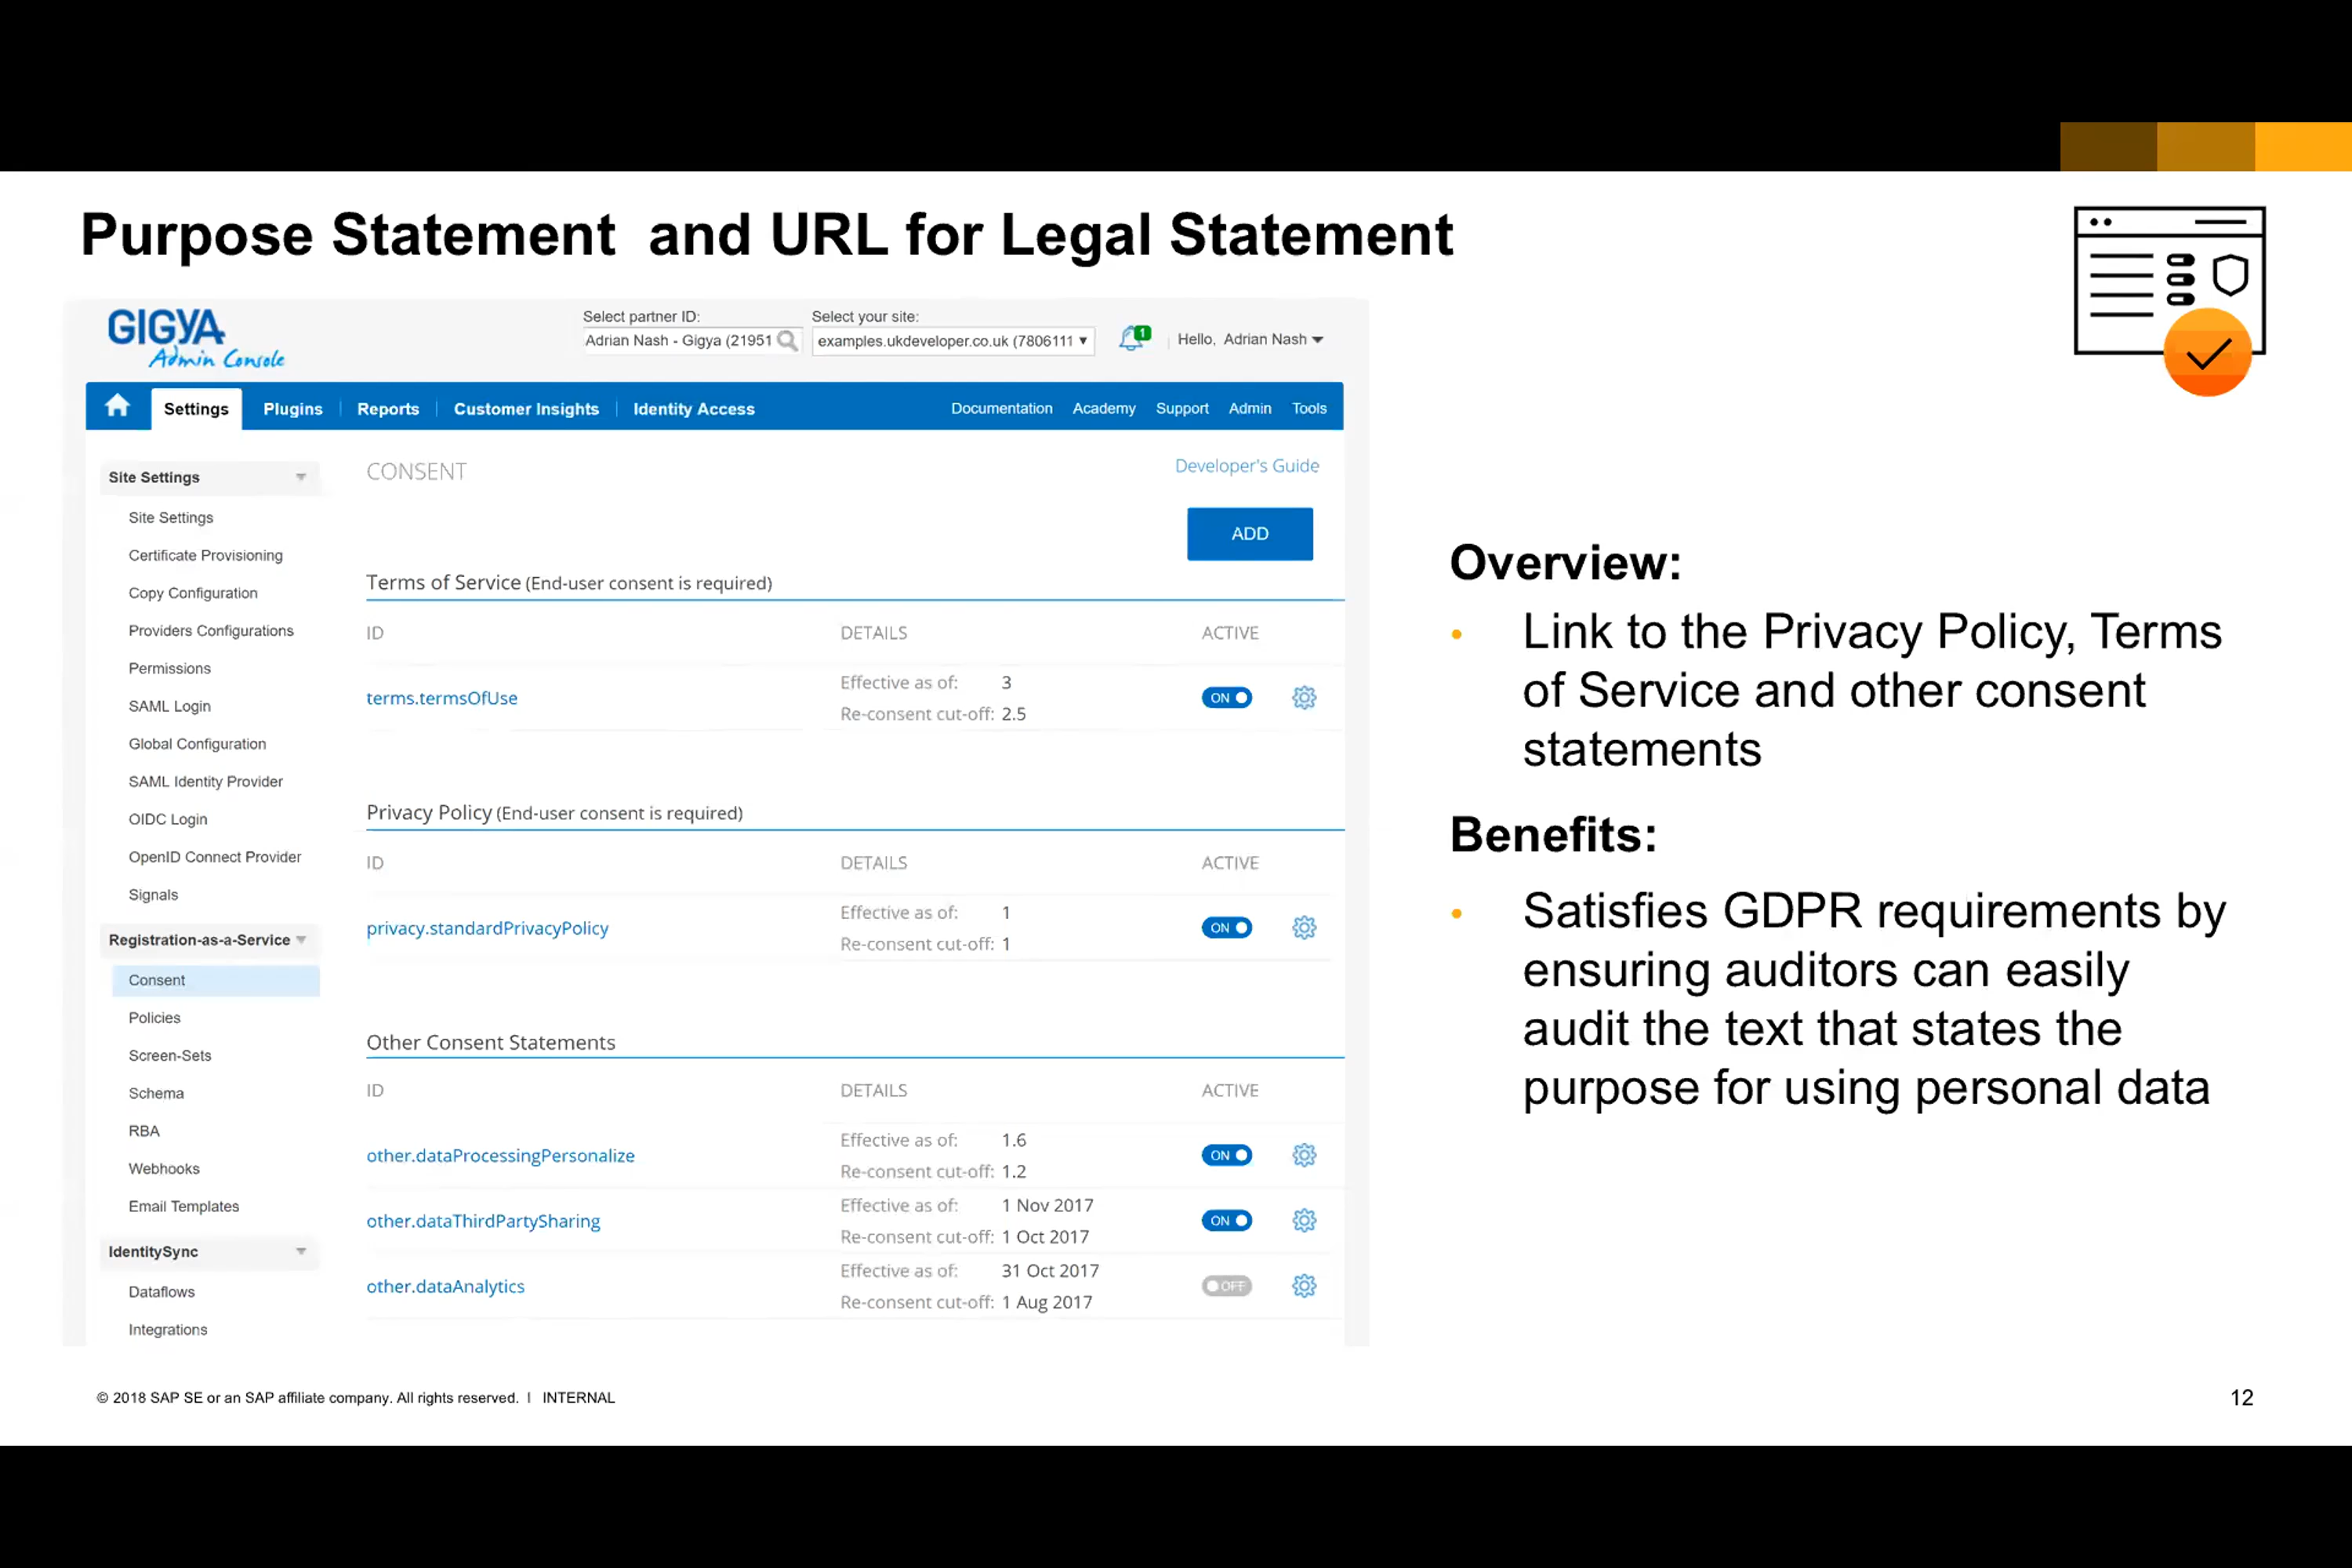 Purpose Statement  and URL for Legal Statement
GIGYA
Admin Console
Select partner ID:
Adrian Nash - Gigya (21951
Select your site:
examples.ukdeveloper.co.uk (7806111
1
Hello, Adrian Nash
Settings
Plugins
Reports
Customer Insights
Identity Access
Documentation
Academy
Support
Admin
Tools
Site Settings
Site Settings
Certificate Provisioning
Copy Configuration
Providers Configurations
Permissions
SAML Login
Global Configuration
SAML Identity Provider
OIDC Login
OpenID Connect Provider
Signals
Registration-as-a-Service
Consent
Policies
Screen-Sets
Schema
RBA
Webhooks
Email Templates
IdentitySync
Dataflows
Integrations
CONSENT
Developer's Guide
ADD
Terms of Service (End-user consent is required)
ID DETAILS ACTIVE
terms.termsOfUse
Effective as of: 3
Re-consent cut-off: 2.5
ON
Privacy Policy (End-user consent is required)
ID DETAILS ACTIVE
privacy.standardPrivacyPolicy
Effective as of: 1
Re-consent cut-off: 1
ON
Other Consent Statements
ID DETAILS ACTIVE
other.dataProcessingPersonalize
Effective as of: 1.6
Re-consent cut-off: 1.2
ON
other.dataThirdPartySharing
Effective as of: 1 Nov 2017
Re-consent cut-off: 1 Oct 2017
ON
other.dataAnalytics
Effective as of: 31 Oct 2017
Re-consent cut-off: 1 Aug 2017
OFF
Overview:
• Link to the Privacy Policy, Terms
of Service and other consent
statements
Benefits:
• Satisfies GDPR requirements by
ensuring auditors can easily
audit the text that states the
purpose for using personal data
© 2018 SAP SE or an SAP affiliate company. All rights reserved. | INTERNAL
12